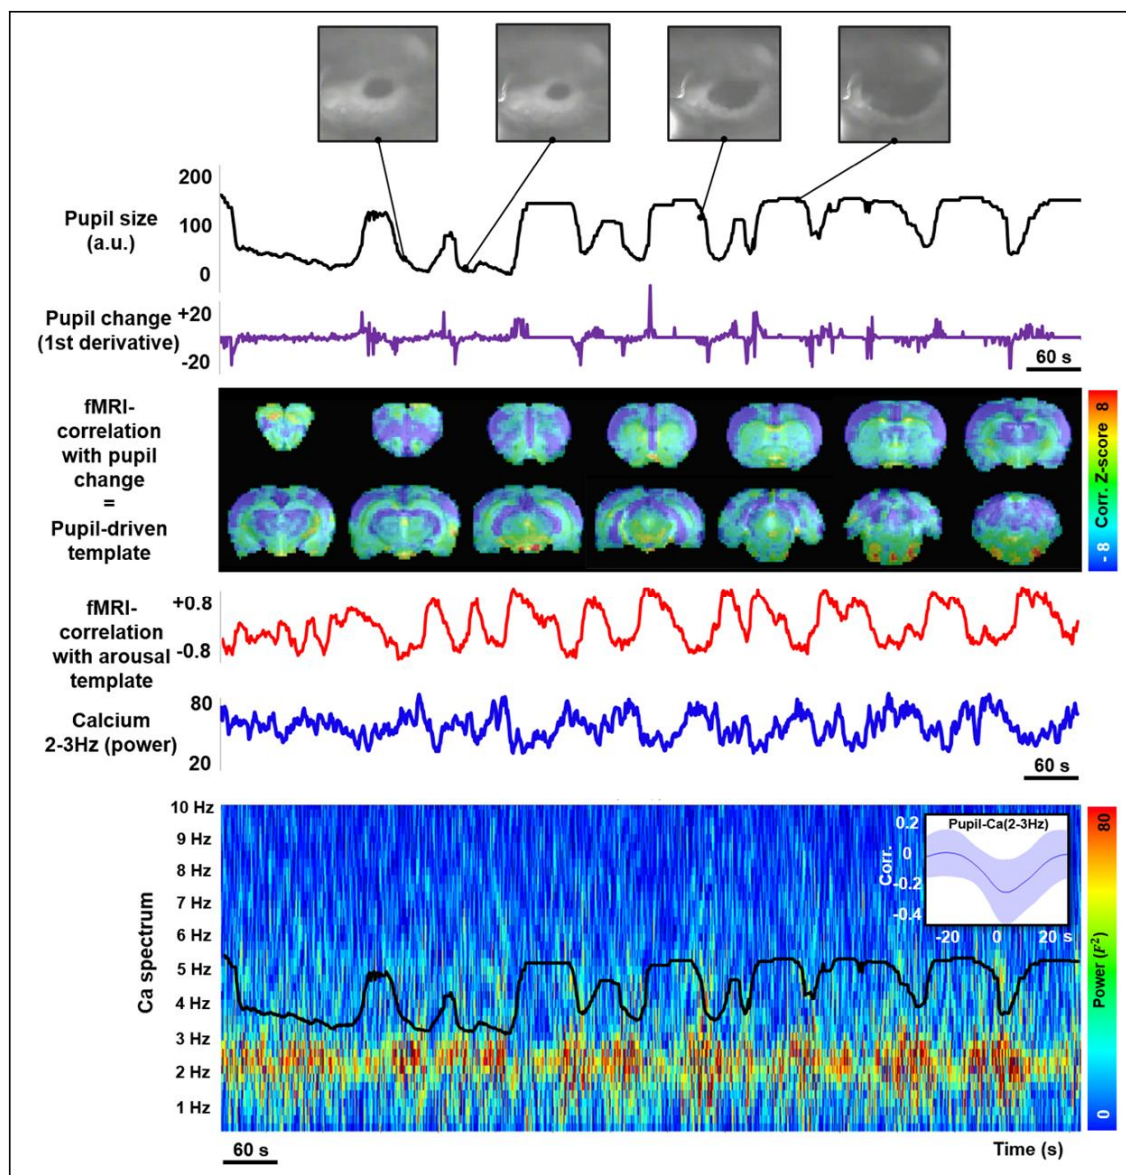 200
Pupil size
(a.u.)
100
0
Pupil change
(1st derivative)
+20
-20
60 s
fMRI-
correlation
with pupil
change
=
Pupil-driven
template
- 8 Corr. Z-score 8
fMRI-
correlation
with arousal
template
+0.8
-0.8
Calcium
2-3Hz (power)
80
20
60 s
Ca spectrum
10 Hz
9 Hz
8 Hz
7 Hz
6 Hz
5 Hz
4 Hz
3 Hz
2 Hz
1 Hz
Pupil-Ca(2-3Hz)
Corr.
0.2
0
-0.2
-0.4
-20 0 20 s
80
Power (F²)
0
60 s
Time (s)